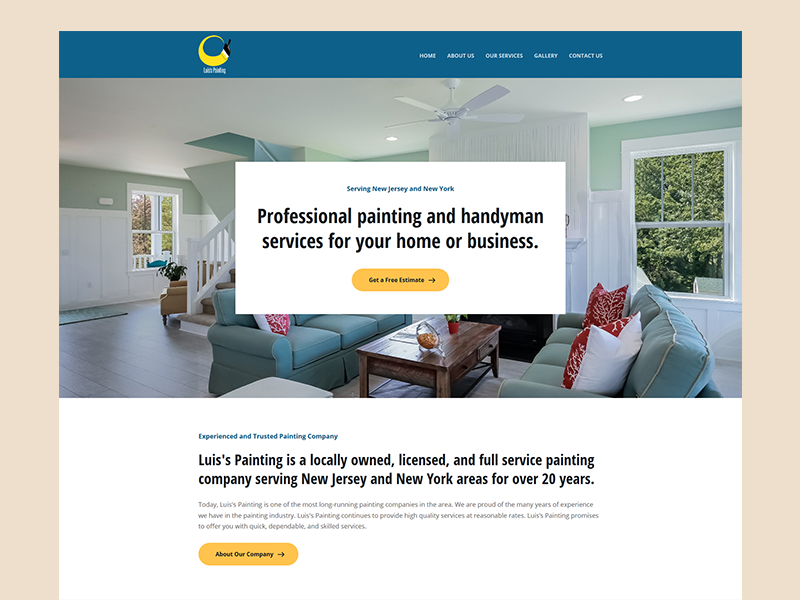 Luis's Painting
HOME ABOUT US OUR SERVICES GALLERY CONTACT US
Serving New Jersey and New York
Professional painting and handyman
services for your home or business.
Get a Free Estimate
Experienced and Trusted Painting Company
Luis's Painting is a locally owned, licensed, and full service painting
company serving New Jersey and New York areas for over 20 years.
Today, Luis's Painting is one of the most long-running painting companies in the area. We are proud of the many years of experience
we have in the painting industry. Luis's Painting continues to provide high quality services at reasonable rates. Luis's Painting promises
to offer you with quick, dependable, and skilled services.
About Our Company